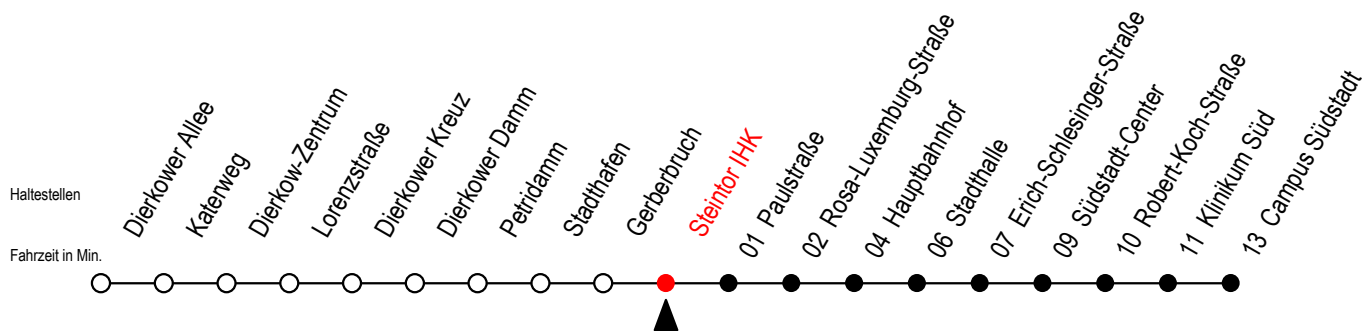 Haltestellen
Fahrzeit in Min.
Dierkower Allee
Katerweg
Dierkow-Zentrum
Lorenzstraße
Dierkower Kreuz
Dierkower Damm
Petridamm
Stadthafen
Gerberbruch
Steintor IHK
01 Paulstraße
02 Rosa-Luxemburg-Straße
04 Hauptbahnhof
06 Stadthalle
07 Erich-Schlesinger-Straße
09 Südstadt-Center
10 Robert-Koch-Straße
11 Klinikum Süd
13 Campus Südstadt